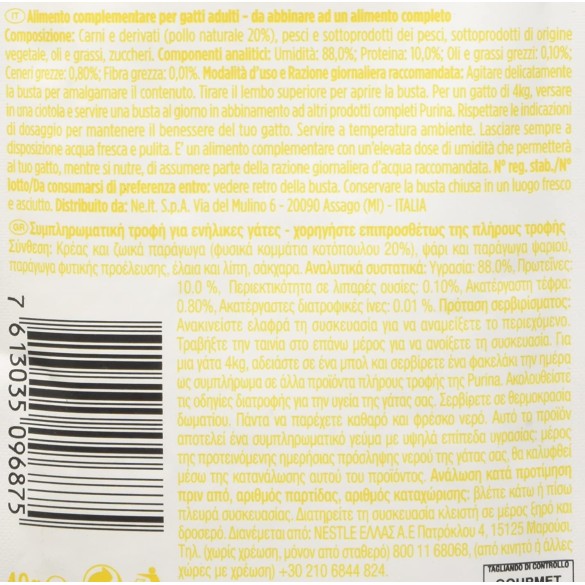 IT Alimento complementare per gatti adulti - da abbinare ad un alimento completo
Composizione: Carni e derivati (pollo naturale 20%), pesci e sottoprodotti dei pesci, sottoprodotti di origine
vegetale, oli e grassi, zuccheri. Componenti analitici: Umidità: 88,0%; Proteina: 10,0%; Oli e grassi grezzi: 0,10%;
Ceneri grezze: 0,80%; Fibra grezza: 0,01%. Modalità d'uso e Razione giornaliera raccomandata: Agitare delicatamente
la busta per amalgamare il contenuto. Tirare il lembo superiore per aprire la busta. Per un gatto di 4kg, versare
in una ciotola e servire una busta al giorno in abbinamento ad altri prodotti completi Purina. Rispettare le indicazioni
di dosaggio per mantenere il benessere del tuo gatto. Servire a temperatura ambiente. Lasciare sempre a
disposizione acqua fresca e pulita. E' un alimento complementare con un'elevata dose di umidità che permetterà
al tuo gatto, mentre si nutre, di assumere parte della razione giornaliera d'acqua raccomandata. N° reg. stab./N°
lotto/Da consumarsi di preferenza entro: vedere retro della busta. Conservare la busta chiusa in un luogo fresco
e asciutto. Distribuito da: Ne.It. S.p.A. Via del Mulino 6 - 20090 Assago (MI) - ITALIA
GR Συμπληρωματική τροφή για ενήλικες γάτες - χορηγήστε επιπροσθέτως της πλήρους τροφής
Σύνθεση: Κρέας και ζωικά παράγωγα (φυσικά κομμάτια κοτόπουλου 20%), ψάρι και παράγωγα ψαριού,
παράγωγα φυτικής προέλευσης, έλαια και λίπη, σάκχαρα. Αναλυτικά συστατικά: Υγρασία: 88.0%, Πρωτεΐνες:
10.0 %, Περιεκτικότητα σε λιπαρές ουσίες: 0.10%, Ακατέργαστη τέφρα:
0.80%, Ακατέργαστες διατροφικές ίνες: 0.01 %. Πρόταση σερβιρίσματος:
Ανακινείστε ελαφρά τη συσκευασία για να αναμείξετε το περιεχόμενο.
Τραβήξτε την ταινία στο επάνω μέρος για να ανοίξετε τη συσκευασία. Για
μια γάτα 4kg, αδειάστε σε ένα μπολ και σερβίρετε ένα φακελάκι την ημέρα
ως συμπλήρωμα σε άλλα προϊόντα πλήρους τροφής της Purina. Ακολουθείστε
τις οδηγίες διατροφής για την υγεία της γάτας σας. Σερβίρετε σε θερμοκρασία
δωματίου. Πάντα να παρέχετε καθαρό και φρέσκο νερό. Αυτό το προϊόν
αποτελεί ένα συμπληρωματικό γεύμα με υψηλά επίπεδα υγρασίας: μέρος
της προτεινόμενης ημερήσιας πρόσληψης νερού της γάτας σας, θα καλυφθεί
μέσω της κατανάλωσης αυτού του προϊόντος. Ανάλωση κατά προτίμηση
πριν από, αριθμός παρτίδας, αριθμός καταχώρισης: βλέπε κάτω ή πίσω
πλευρά συσκευασίας. Διατηρείτε τη συσκευασία κλειστή σε μέρος ξηρό και
δροσερό. Διανέμεται από: NESTLE ΕΛΛΑΣ Α.Ε Πατρόκλου 4, 15125 Μαρούσι.
Τηλ. (χωρίς χρέωση, μόνον από σταθερό) 800 11 68068, (από κινητό ή άλλες
χώρες με χρέωση) +30 210 6844 824.
7 613035 096875
40g
TAGLIANDO DI CONTROLLO
GOURMET